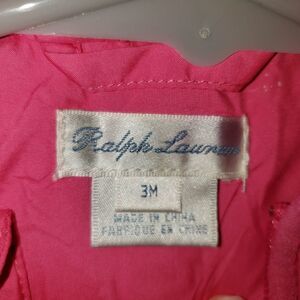 Ralph Lauren
3M
MADE IN CHINA
FABRIQUE EN CHINE